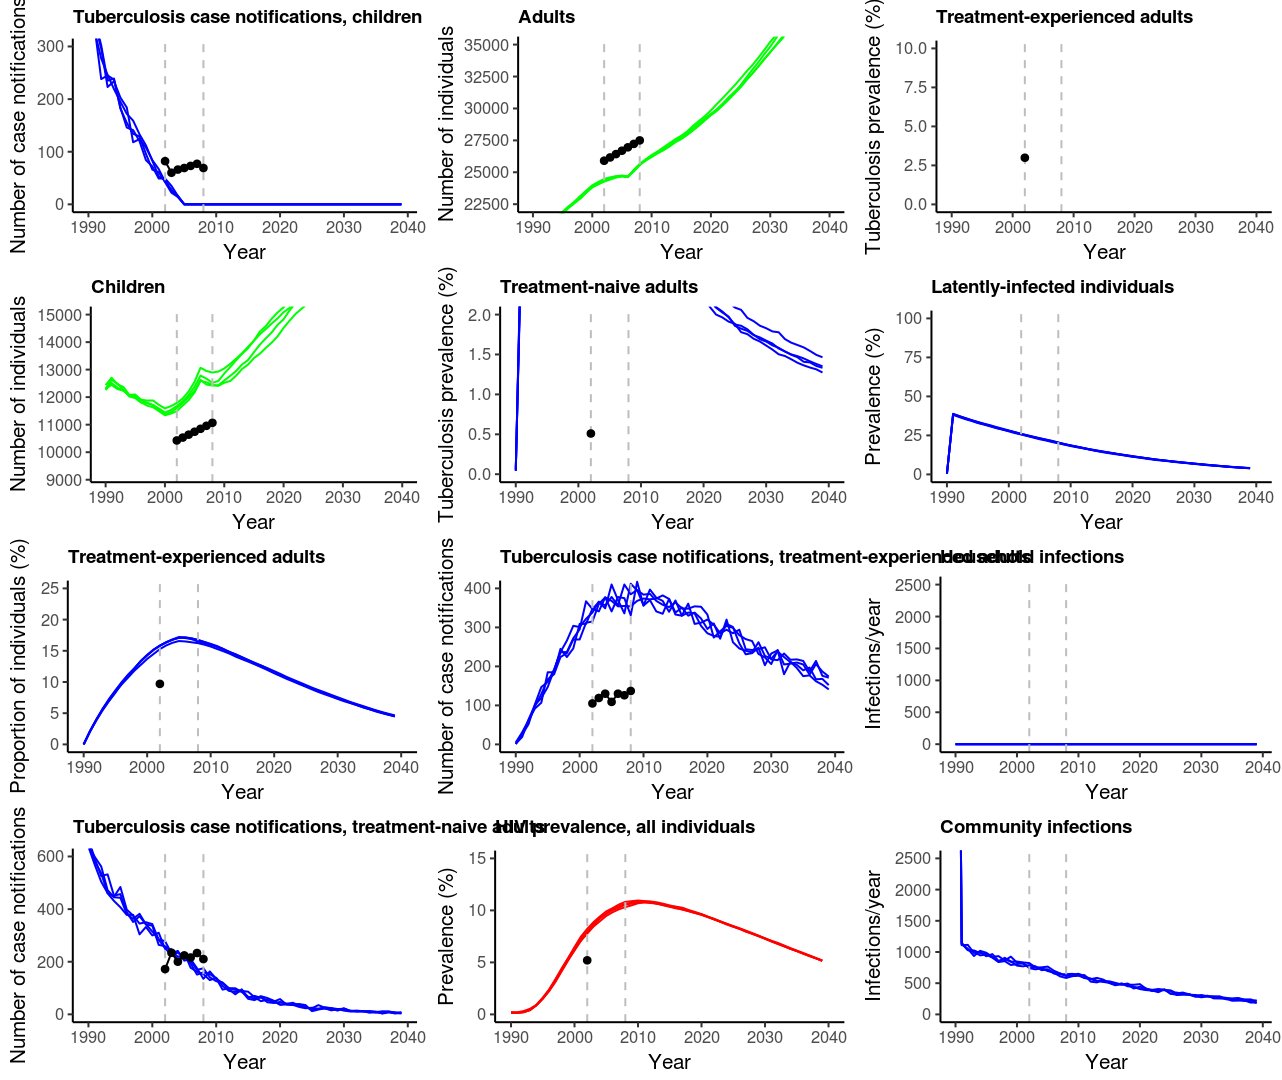 Tuberculosis case notifications, children
Number of case notifications
300
200
100
0
1990 2000 2010 2020 2030 2040
Year
Adults
Number of individuals
35000
32500
30000
27500
25000
22500
1990 2000 2010 2020 2030 2040
Year
Treatment-experienced adults
Tuberculosis prevalence (%)
10.0
7.5
5.0
2.5
0.0
1990 2000 2010 2020 2030 2040
Year
Children
Number of individuals
15000
14000
13000
12000
11000
10000
9000
1990 2000 2010 2020 2030 2040
Year
Treatment-naive adults
Tuberculosis prevalence (%)
2.0
1.5
1.0
0.5
0.0
1990 2000 2010 2020 2030 2040
Year
Latently-infected individuals
Prevalence (%)
100
75
50
25
0
1990 2000 2010 2020 2030 2040
Year
Treatment-experienced adults
Proportion of individuals (%)
25
20
15
10
5
0
1990 2000 2010 2020 2030 2040
Year
Tuberculosis case notifications, treatment-experienced adults
Number of case notifications
400
300
200
100
0
1990 2000 2010 2020 2030 2040
Year
Household infections
Infections/year
2500
2000
1500
1000
500
0
1990 2000 2010 2020 2030 2040
Year
Tuberculosis case notifications, treatment-naive adults
Number of case notifications
600
400
200
0
1990 2000 2010 2020 2030 2040
Year
HIV prevalence, all individuals
Prevalence (%)
15
10
5
0
1990 2000 2010 2020 2030 2040
Year
Community infections
Infections/year
2500
2000
1500
1000
500
0
1990 2000 2010 2020 2030 2040
Year